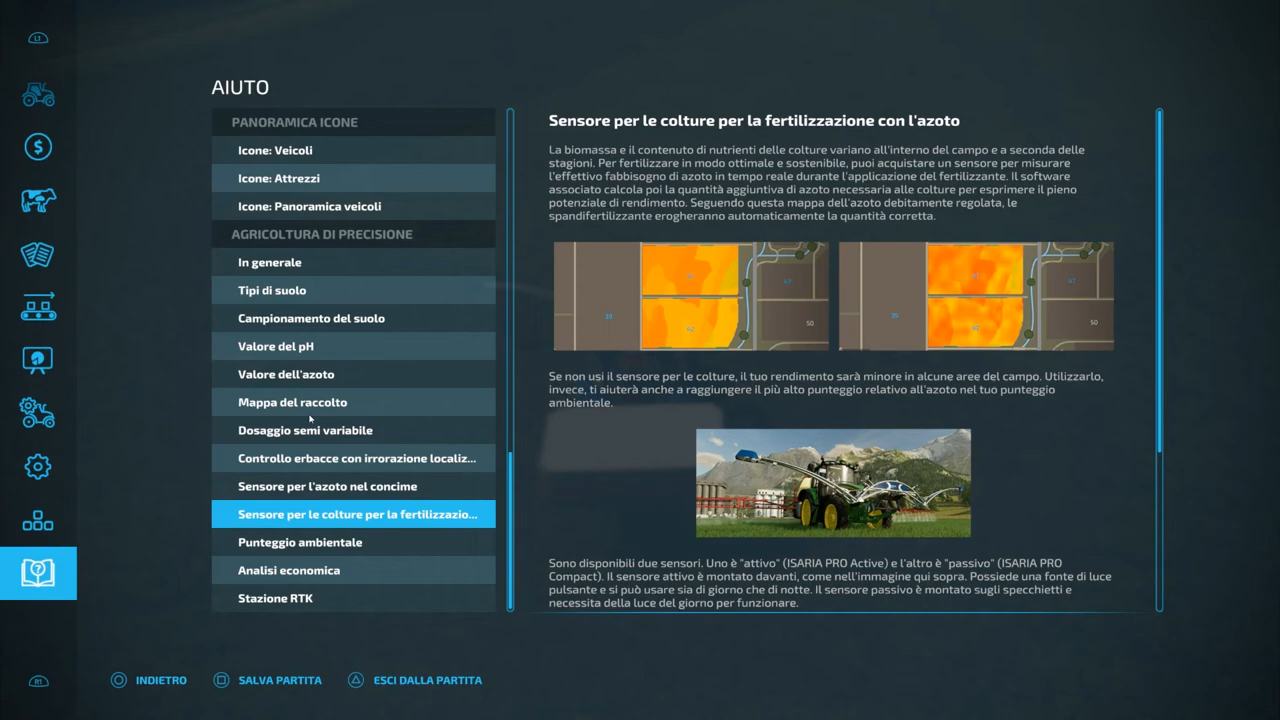 L1
AIUTO
PANORAMICA ICONE
Icone: Veicoli
Icone: Attrezzi
Icone: Panoramica veicoli
AGRICOLTURA DI PRECISIONE
In generale
Tipi di suolo
Campionamento del suolo
Valore del pH
Valore dell'azoto
Mappa del raccolto
Dosaggio semi variabile
Controllo erbacce con irrorazione localiz...
Sensore per l'azoto nel concime
Sensore per le colture per la fertilizzazio...
Punteggio ambientale
Analisi economica
Stazione RTK
Sensore per le colture per la fertilizzazione con l'azoto
La biomassa e il contenuto di nutrienti delle colture variano all'interno del campo e a seconda delle
stagioni. Per fertilizzare in modo ottimale e sostenibile, puoi acquistare un sensore per misurare
l'effettivo fabbisogno di azoto in tempo reale durante l'applicazione del fertilizzante. Il software
associato calcola poi la quantità aggiuntiva di azoto necessaria alle colture per esprimere il pieno
potenziale di rendimento. Seguendo questa mappa dell'azoto debitamente regolata, le
spandifertilizzante erogheranno automaticamente la quantità corretta.
39
42
47
50
39
47
50
Se non usi il sensore per le colture, il tuo rendimento sarà minore in alcune aree del campo. Utilizzarlo,
invece, ti aiuterà anche a raggiungere il più alto punteggio relativo all'azoto nel tuo punteggio
ambientale.
Sono disponibili due sensori. Uno è "attivo" (ISARIA PRO Active) e l'altro è "passivo" (ISARIA PRO
Compact). Il sensore attivo è montato davanti, come nell'immagine qui sopra. Possiede una fonte di luce
pulsante e si può usare sia di giorno che di notte. Il sensore passivo è montato sugli specchietti e
necessita della luce del giorno per funzionare.
R1
INDIETRO
SALVA PARTITA
ESCI DALLA PARTITA